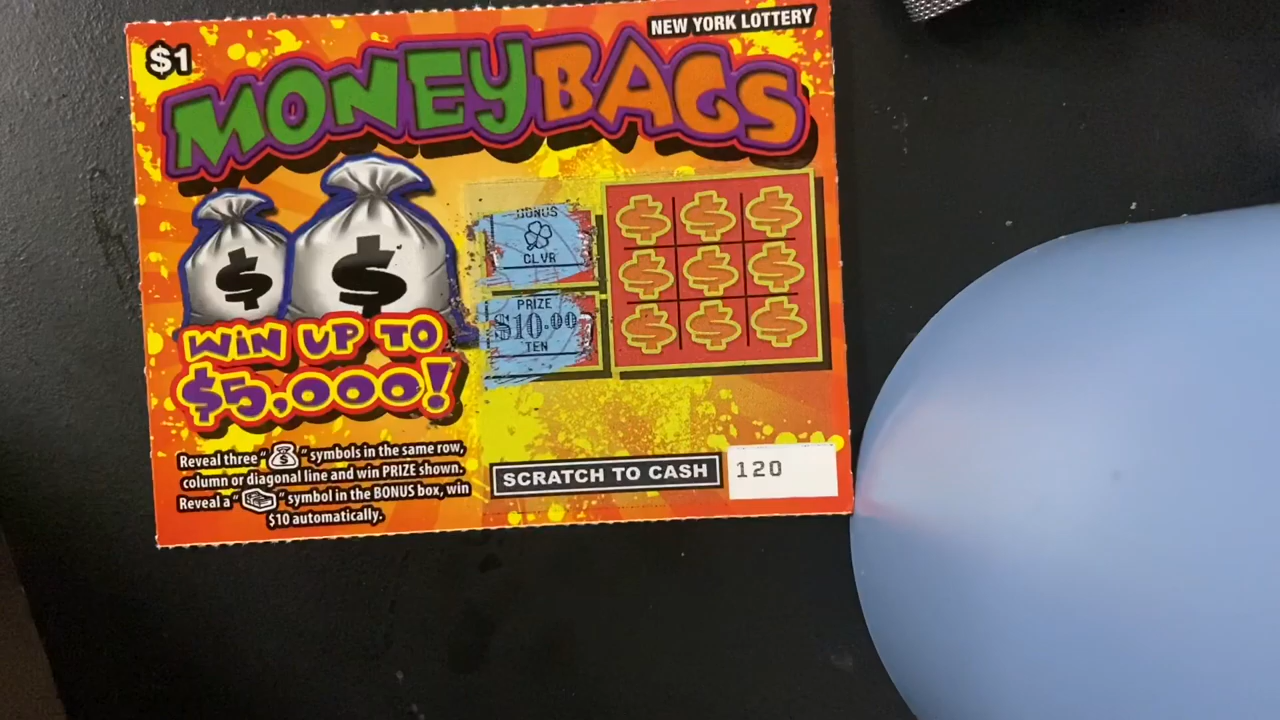 NEW YORK LOTTERY
$1
MONEYBAGS
BONUS
CLVR
PRIZE
$10.00
TEN
WIN UP TO
$5,000!
Reveal three " " symbols in the same row,
column or diagonal line and win PRIZE shown.
Reveal a " " symbol in the BONUS box, win
$10 automatically.
SCRATCH TO CASH
120